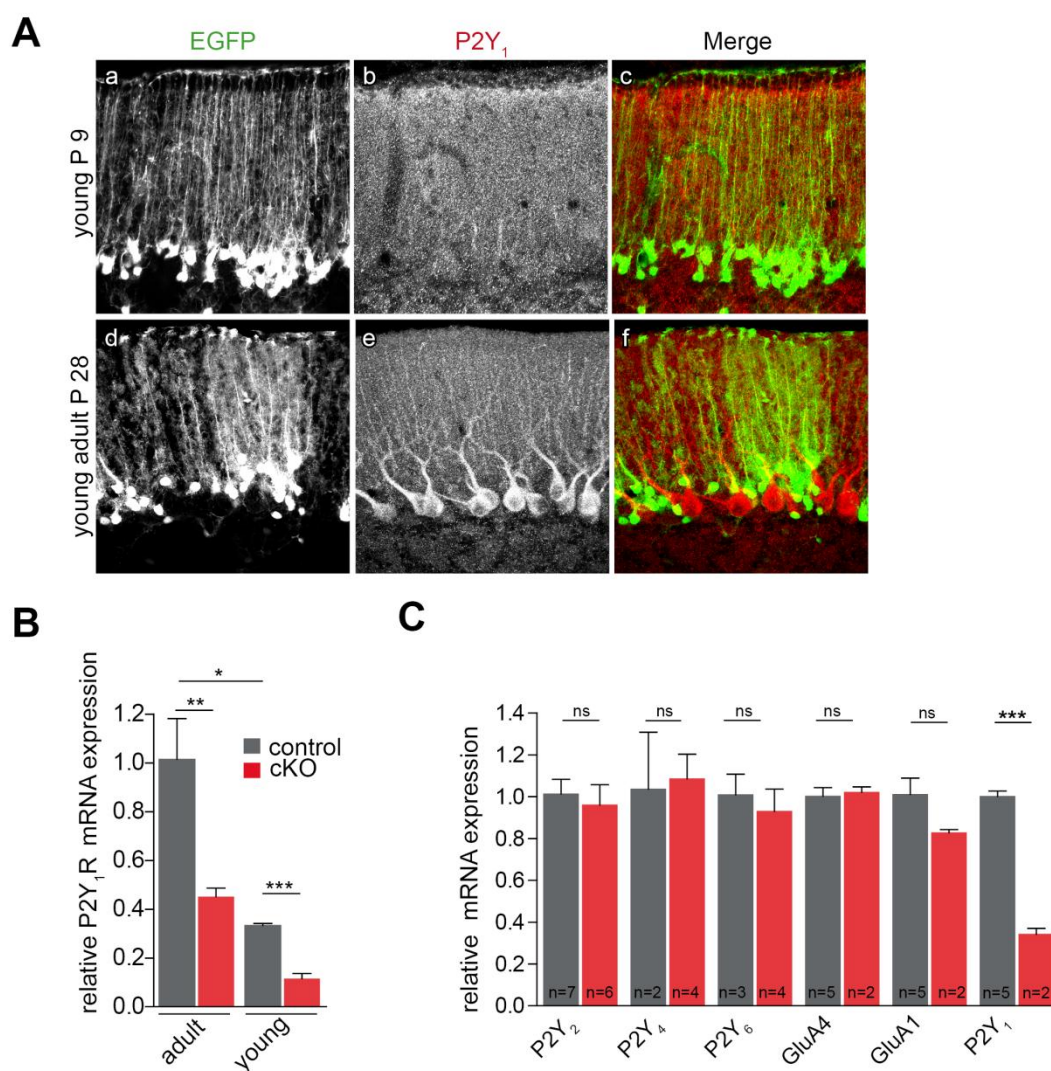 A
EGFP P2Y₁ Merge
young P 9
a b c
young adult P 28
d e f
B
relative P2Y₁R mRNA expression
* 
** 
***
1.2
1.0
0.8
0.6
0.4
0.2
0.0
control
cKO
adult young
C
relative mRNA expression
ns ns ns ns ns ***
1.4
1.2
1.0
0.8
0.6
0.4
0.2
0.0
n=7 n=6 n=2 n=4 n=3 n=4 n=5 n=2 n=5 n=2 n=5 n=2
P2Y₂ P2Y₄ P2Y₆ GluA4 GluA1 P2Y₁